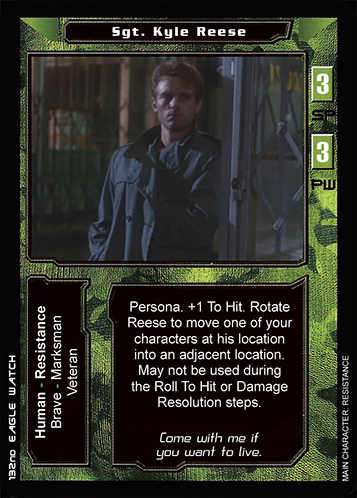 Sgt. Kyle Reese
3
SP
3
PW
Human - Resistance
Brave - Marksman
Veteran
Persona. +1 To Hit. Rotate
Reese to move one of your
characters at his location
into an adjacent location.
May not be used during
the Roll To Hit or Damage
Resolution steps.
Come with me if
you want to live.
132nd EAGLE WATCH
MAIN CHARACTER: RESISTANCE